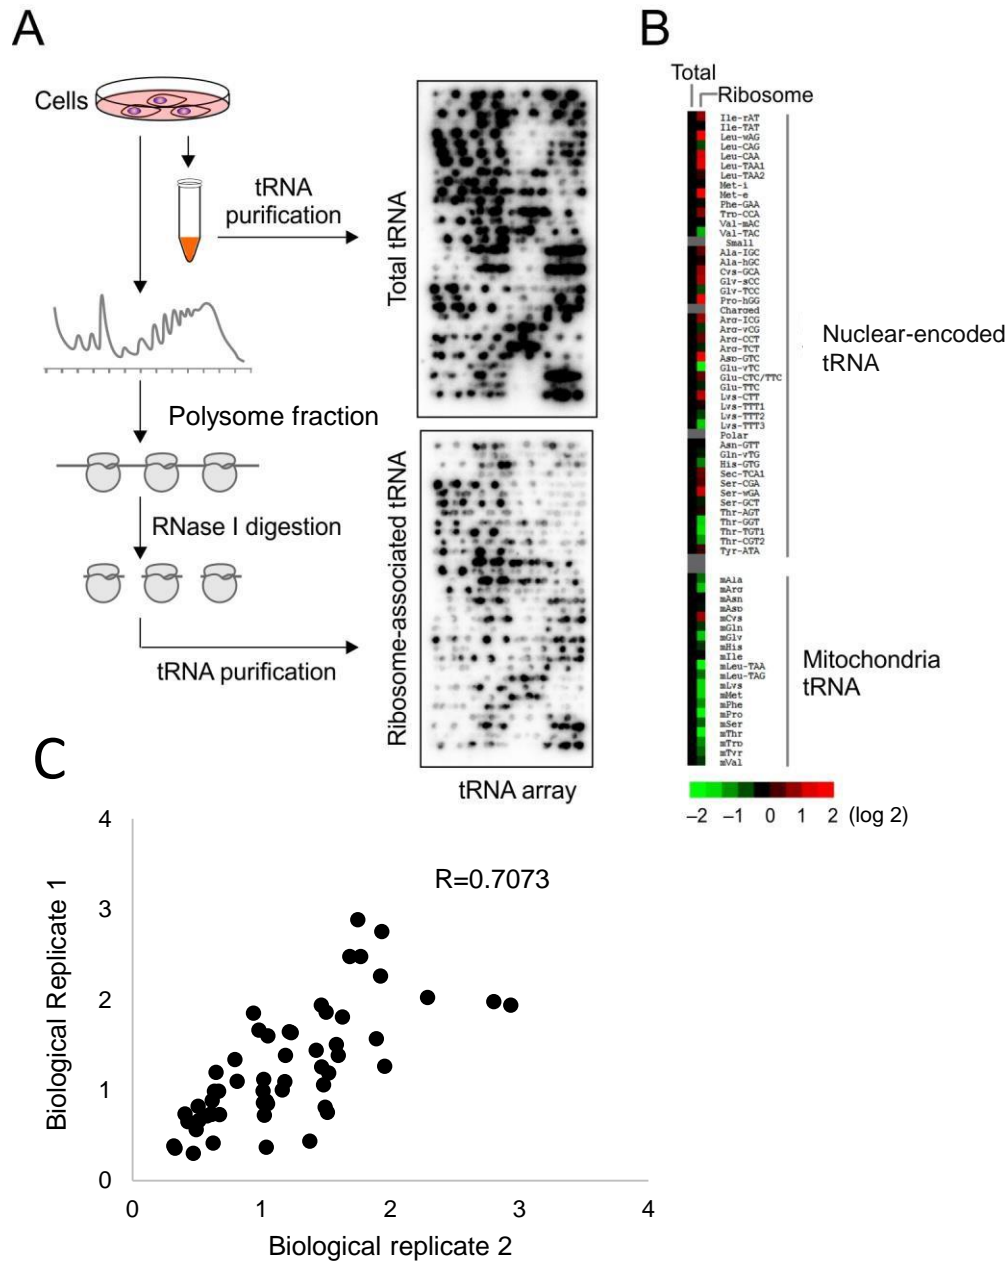 A
Cells
tRNA
purification
Total tRNA
Polysome fraction
RNase I digestion
tRNA purification
Ribosome-associated tRNA
tRNA array
B
Total
Ribosome
Ile-rAT
Ile-TAT
Leu-wAG
Leu-CAG
Leu-CAA
Leu-TAA1
Leu-TAA2
Met-i
Met-e
Phe-GAA
Trp-CCA
Val-mAC
Val-TAC
Small
Ala-IGC
Ala-hGC
Cys-GCA
Gly-sCC
Gly-TCC
Pro-hGG
Charged
Arg-ICG
Arg-yCG
Arg-CCT
Arg-TCT
Asp-GTC
Glu-yTC
Glu-CTC/TTC
Glu-TTC
Lys-CTT
Lys-TTT1
Lys-TTT2
Lys-TTT3
Polar
Asn-GTT
Gln-yTG
His-GTG
Sec-TCA1
Ser-CGA
Ser-wGA
Ser-GCT
Thr-AGT
Thr-GGT
Thr-TGT1
Thr-CGT2
Tyr-ATA
Nuclear-encoded
tRNA
mAla
mArg
mAsn
mAsp
mCys
mGln
mGly
mHis
mIle
mLeu-TAA
mLeu-TAG
mLys
mMet
mPhe
mPro
mSer
mThr
mTrp
mTyr
mVal
Mitochondria
tRNA
–2 –1 0 1 2 (log 2)
C
R=0.7073
4
3
2
1
0
Biological Replicate 1
0 1 2 3 4
Biological replicate 2